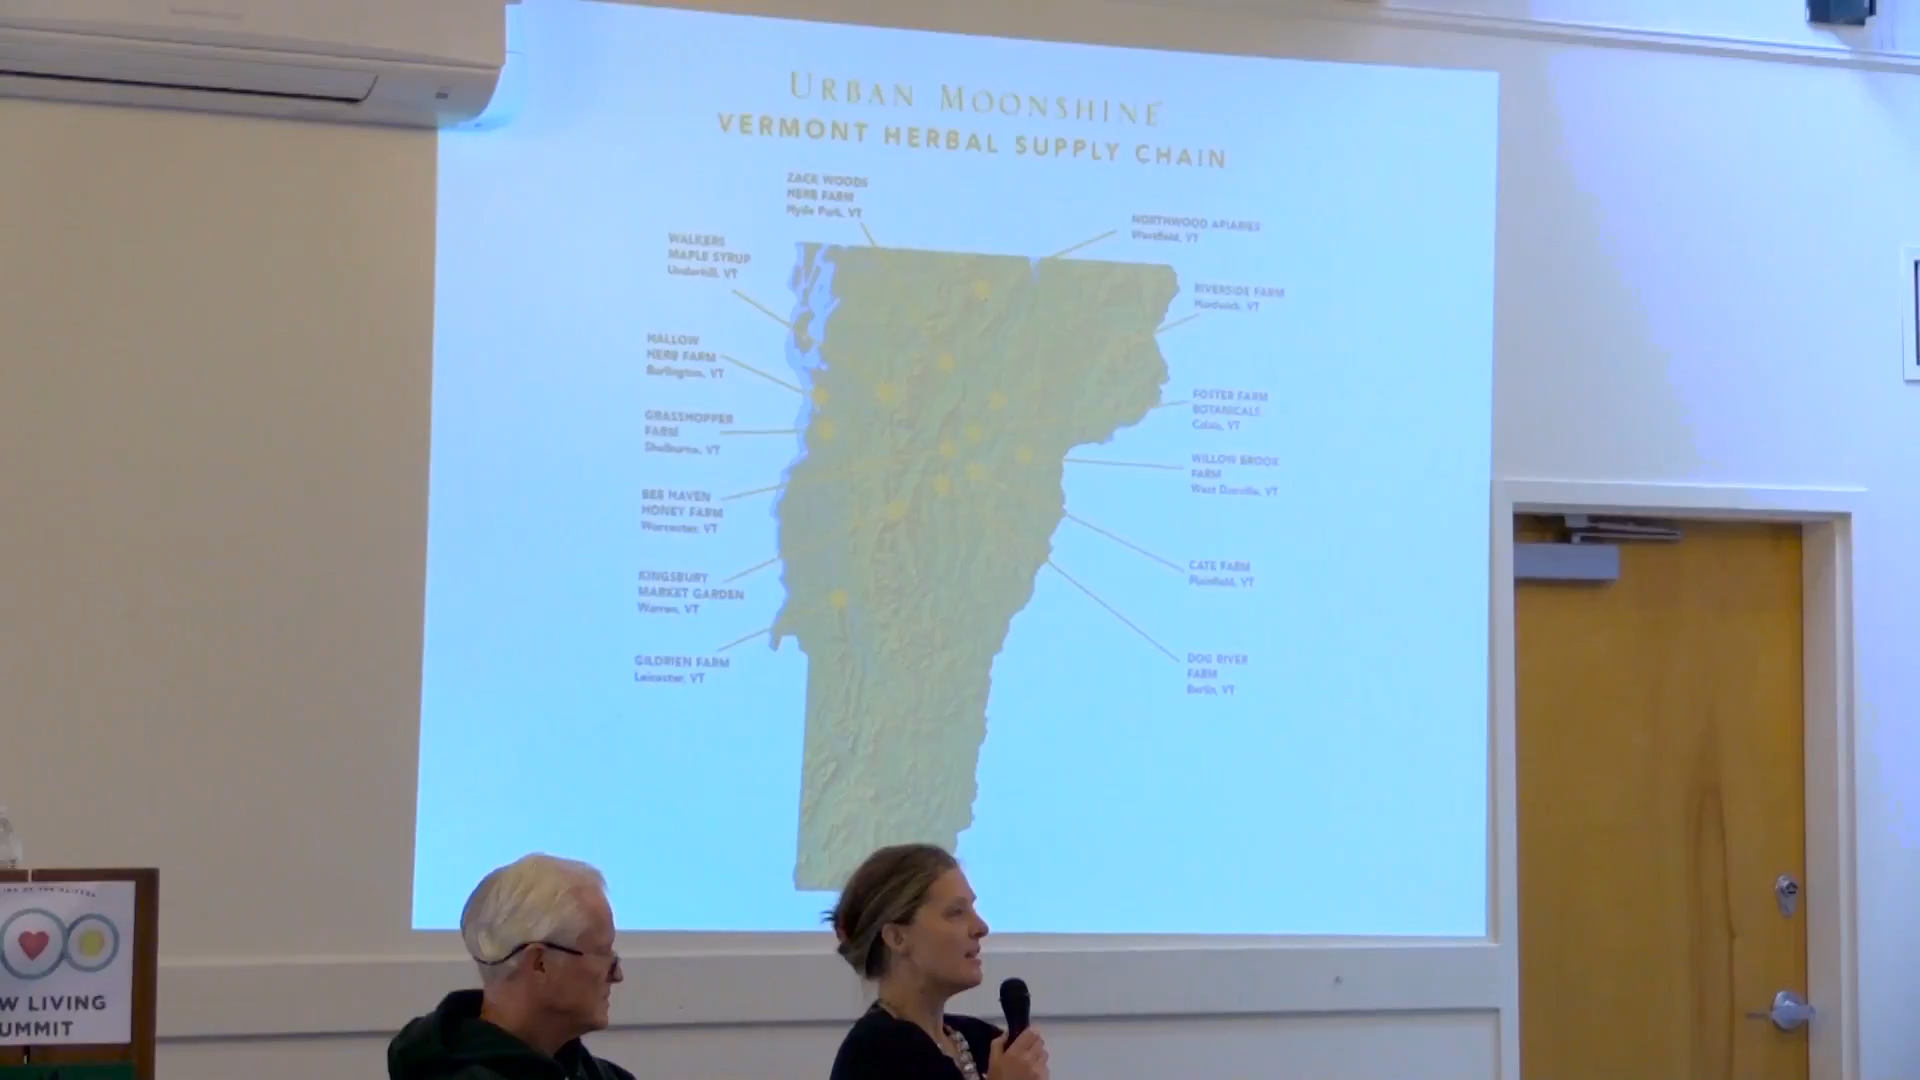 URBAN MOONSHINE
VERMONT HERBAL SUPPLY CHAIN
ZACK WOODS
HERB FARM
Hyde Park, VT
NORTHWOOD APIARIES
Westfield, VT
WALKERS
MAPLE SYRUP
Underhill, VT
RIVERSIDE FARM
Hardwick, VT
HALLOW
HERB FARM
Burlington, VT
FOSTER FARM
BOTANICALS
Calais, VT
GRASSHOPPER
FARM
Shelburne, VT
WILLOW BROOK
FARM
West Danville, VT
BEE HAVEN
HONEY FARM
Worcester, VT
CATE FARM
Plainfield, VT
KINGSBURY
MARKET GARDEN
Warren, VT
GILDRIEN FARM
Leicester, VT
DOG RIVER
FARM
Berlin, VT
W LIVING
UMMIT